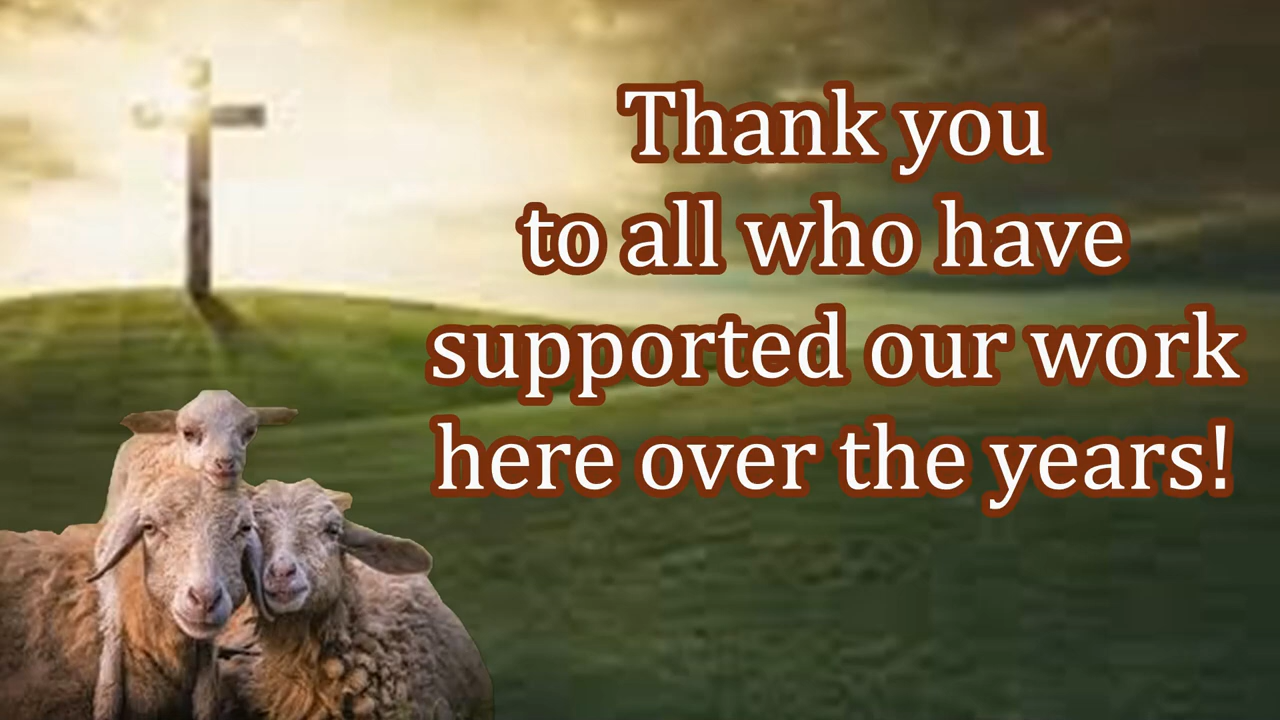 Thank you
to all who have
supported our work
here over the years!